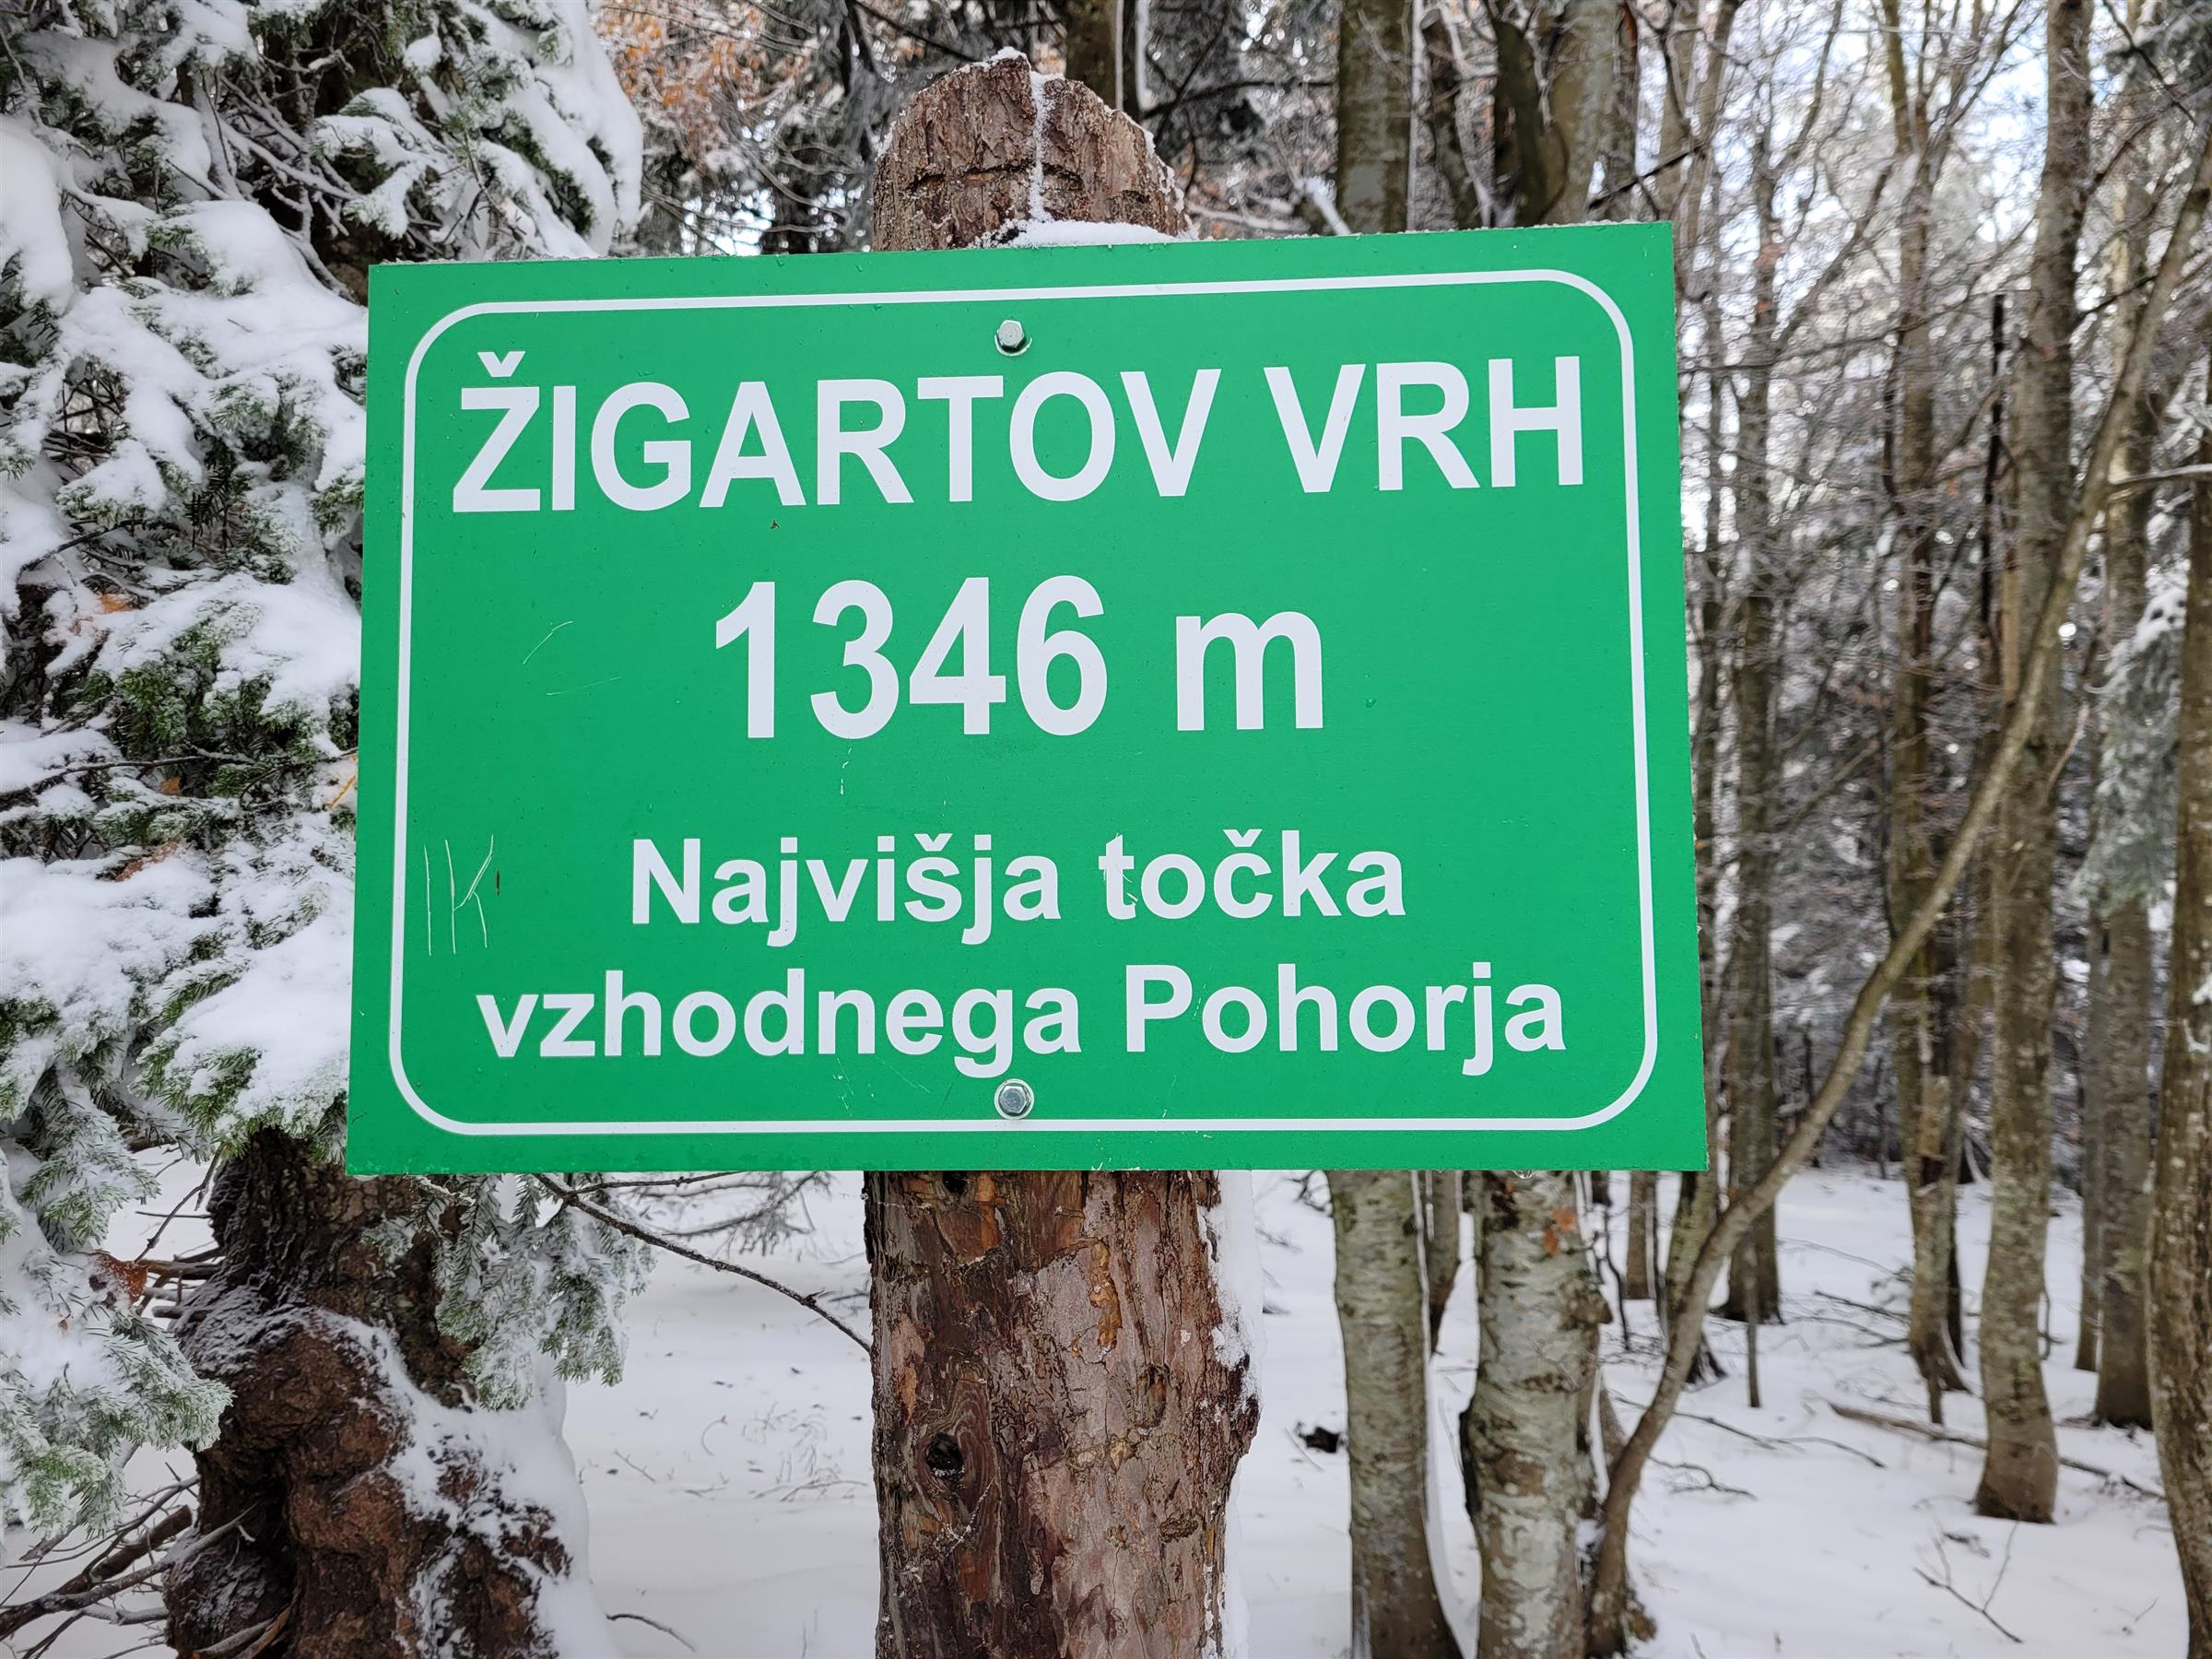 ŽIGARTOV VRH
1346 m
Najvišja točka
vzhodnega Pohorja